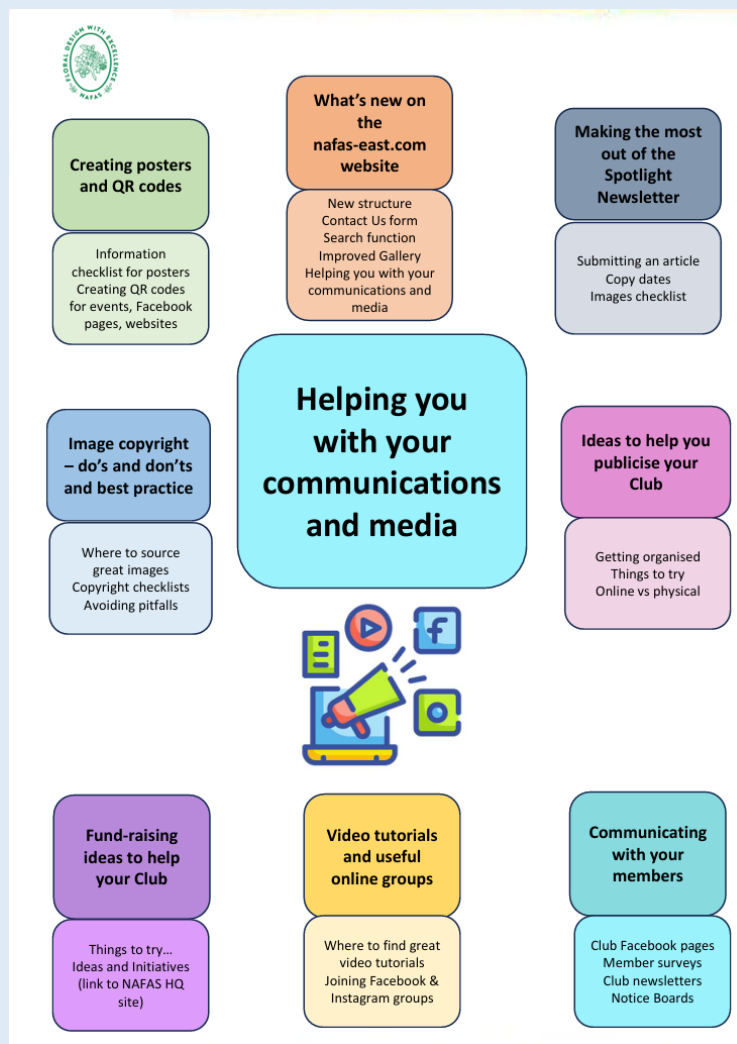 FLORAL DESIGN WITH EXCELLENCE
NAFAS
What’s new on
the
nafas-east.com
website
New structure
Contact Us form
Search function
Improved Gallery
Helping you with your
communications and
media
Creating posters
and QR codes
Information
checklist for posters
Creating QR codes
for events, Facebook
pages, websites
Making the most
out of the
Spotlight
Newsletter
Submitting an article
Copy dates
Images checklist
Helping you
with your
communications
and media
Image copyright
– do’s and don’ts
and best practice
Where to source
great images
Copyright checklists
Avoiding pitfalls
Ideas to help you
publicise your
Club
Getting organised
Things to try
Online vs physical
Fund-raising
ideas to help
your Club
Things to try…
Ideas and Initiatives
(link to NAFAS HQ
site)
Video tutorials
and useful
online groups
Where to find great
video tutorials
Joining Facebook &
Instagram groups
Communicating
with your
members
Club Facebook pages
Member surveys
Club newsletters
Notice Boards